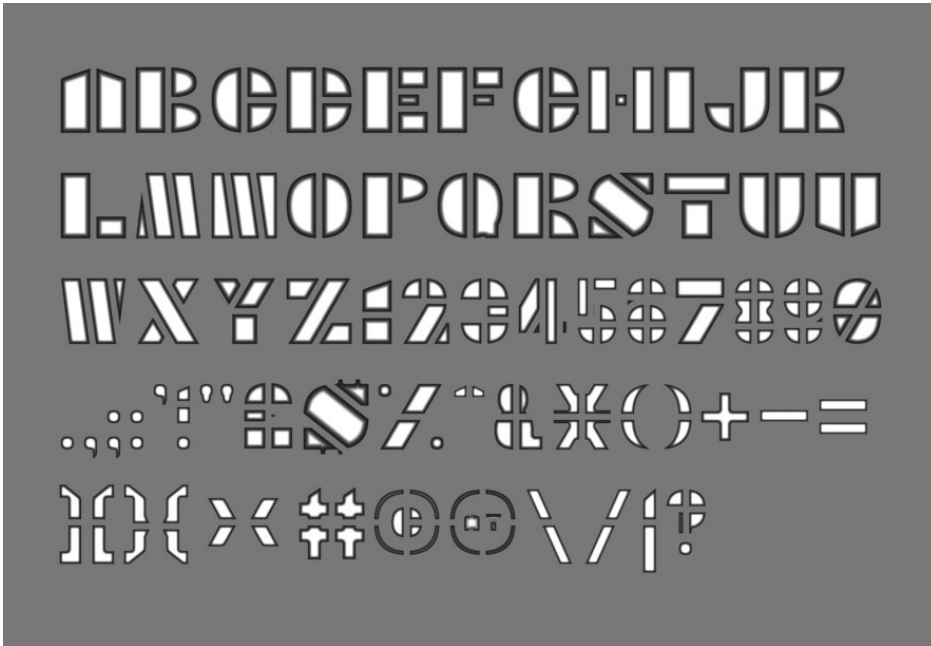 ABCDEFGHIJK
LMNOPQRSTUV
WXYZ1234567890
.,;:'!"£$%^&*()+-=
][}{><#©®\/|?